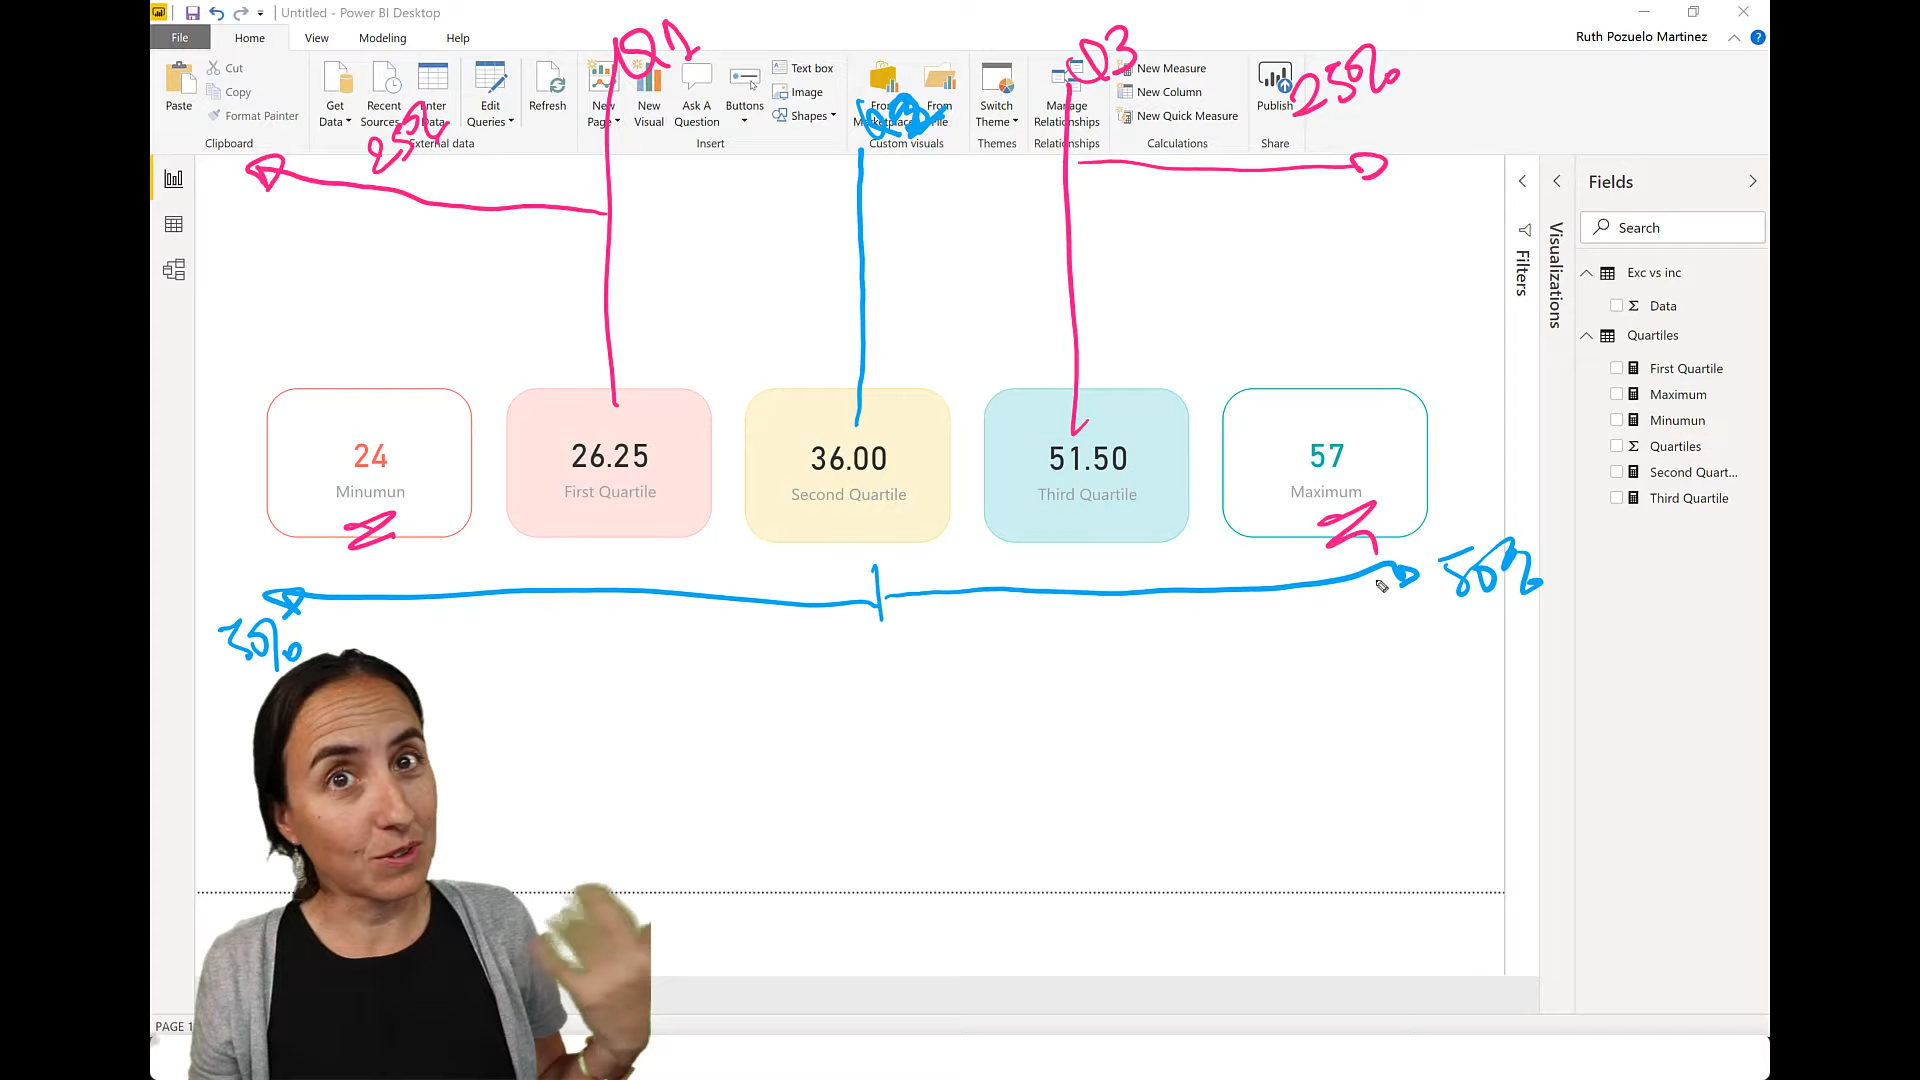 Untitled - Power BI Desktop
File
Home
View
Modeling
Help
Ruth Pozuelo Martinez
Paste
Cut
Copy
Format Painter
Clipboard
Get Data
Recent Sources
Enter Data
Edit Queries
Refresh
External data
New Page
New Visual
Ask A Question
Buttons
Text box
Image
Shapes
Insert
From Marketplace
From File
Custom visuals
Switch Theme
Themes
Manage Relationships
Relationships
New Measure
New Column
New Quick Measure
Calculations
Publish
Share
Q1
Q3
25%
25%
24
Minumun
26.25
First Quartile
36.00
Second Quartile
51.50
Third Quartile
57
Maximum
50%
Filters
Visualizations
Fields
Search
Exc vs inc
Data
Quartiles
First Quartile
Maximum
Minumun
Quartiles
Second Quart...
Third Quartile
PAGE 1